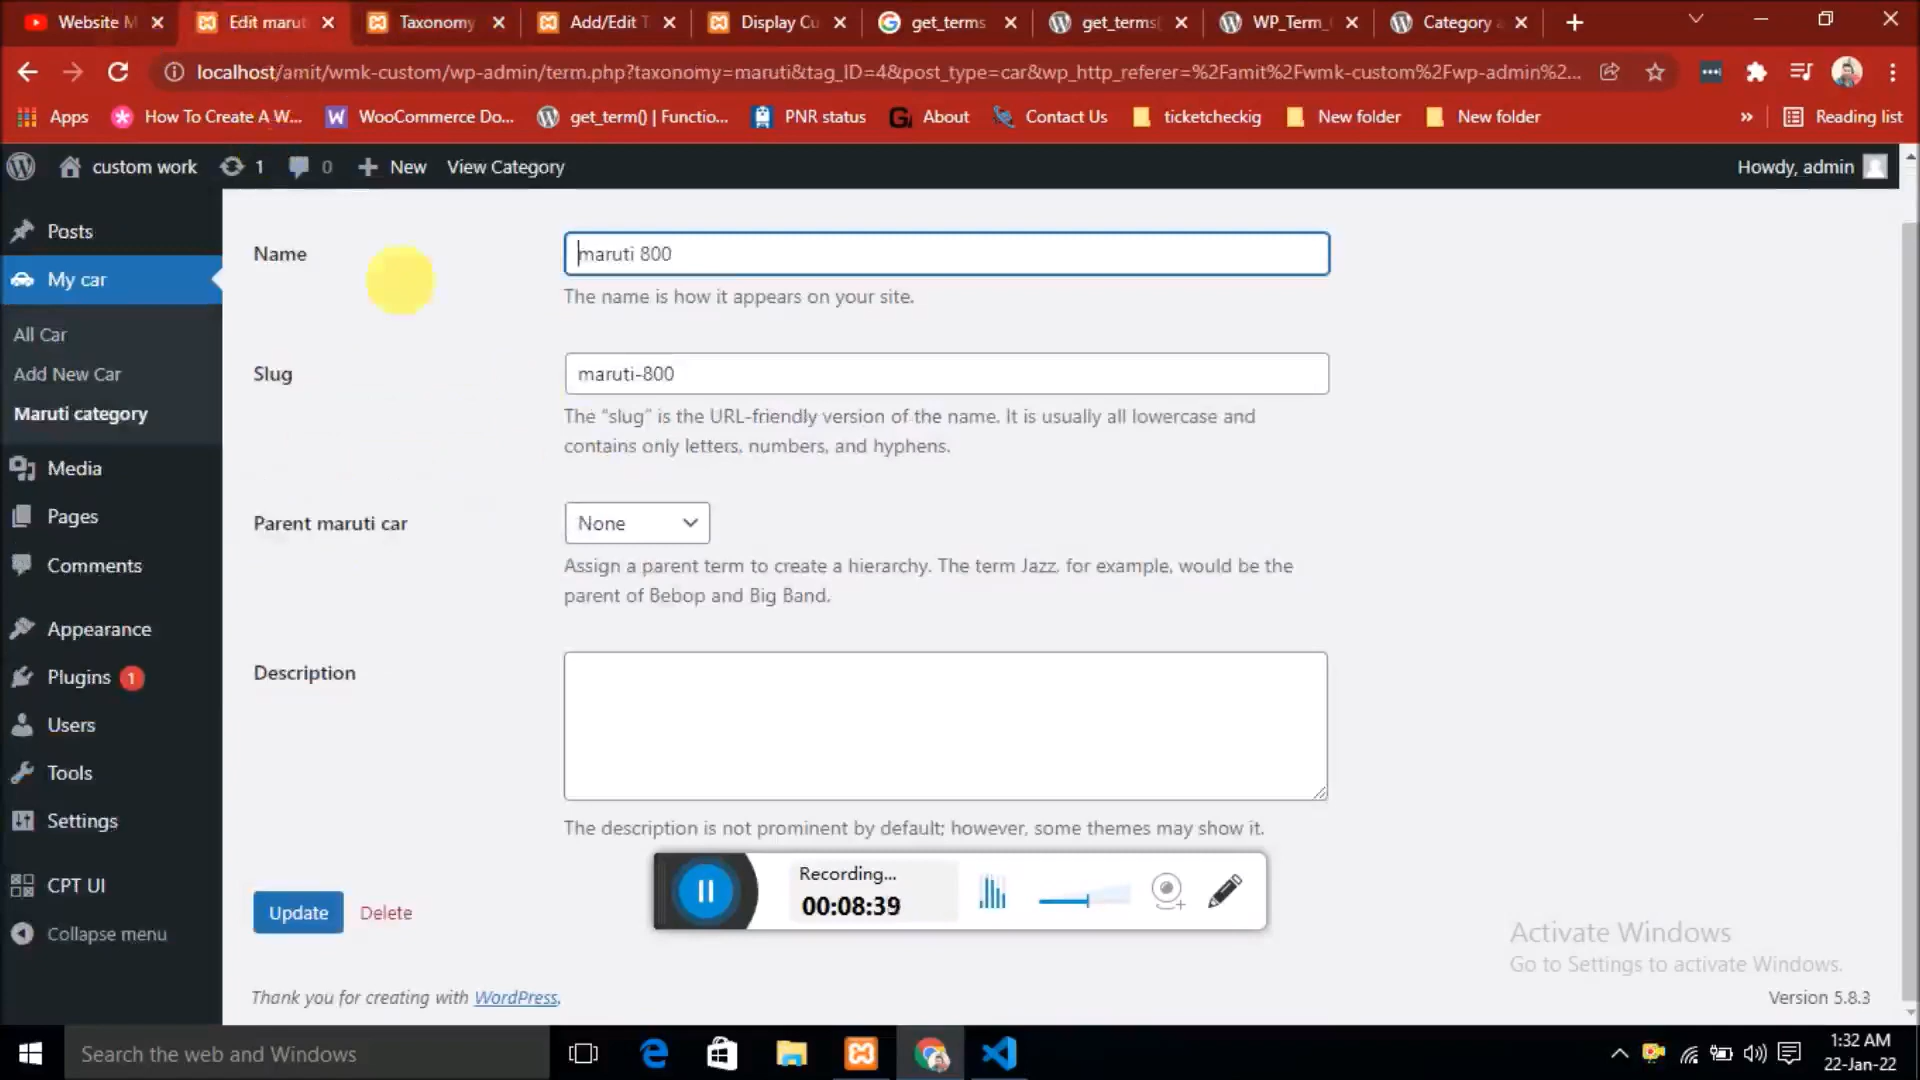 Website M
Edit maruti
Taxonomy
Add/Edit T
Display Cu
get_terms
get_terms(
WP_Term_
Category a
localhost/amit/wmk-custom/wp-admin/term.php?taxonomy=maruti&tag_ID=4&post_type=car&wp_http_referer=%2Famit%2Fwmk-custom%2Fwp-admin%2...
Apps
How To Create A W...
WooCommerce Do...
get_term() | Functio...
PNR status
About
Contact Us
ticketcheckig
New folder
New folder
»
Reading list
custom work
1
0
New
View Category
Howdy, admin
Posts
My car
All Car
Add New Car
Maruti category
Media
Pages
Comments
Appearance
Plugins 1
Users
Tools
Settings
CPT UI
Collapse menu
Name
maruti 800
The name is how it appears on your site.
Slug
maruti-800
The “slug” is the URL-friendly version of the name. It is usually all lowercase and
contains only letters, numbers, and hyphens.
Parent maruti car
None
Assign a parent term to create a hierarchy. The term Jazz, for example, would be the
parent of Bebop and Big Band.
Description
The description is not prominent by default; however, some themes may show it.
Update
Delete
Recording...
00:08:39
Activate Windows
Go to Settings to activate Windows.
Thank you for creating with WordPress.
Version 5.8.3
Search the web and Windows
1:32 AM
22-Jan-22